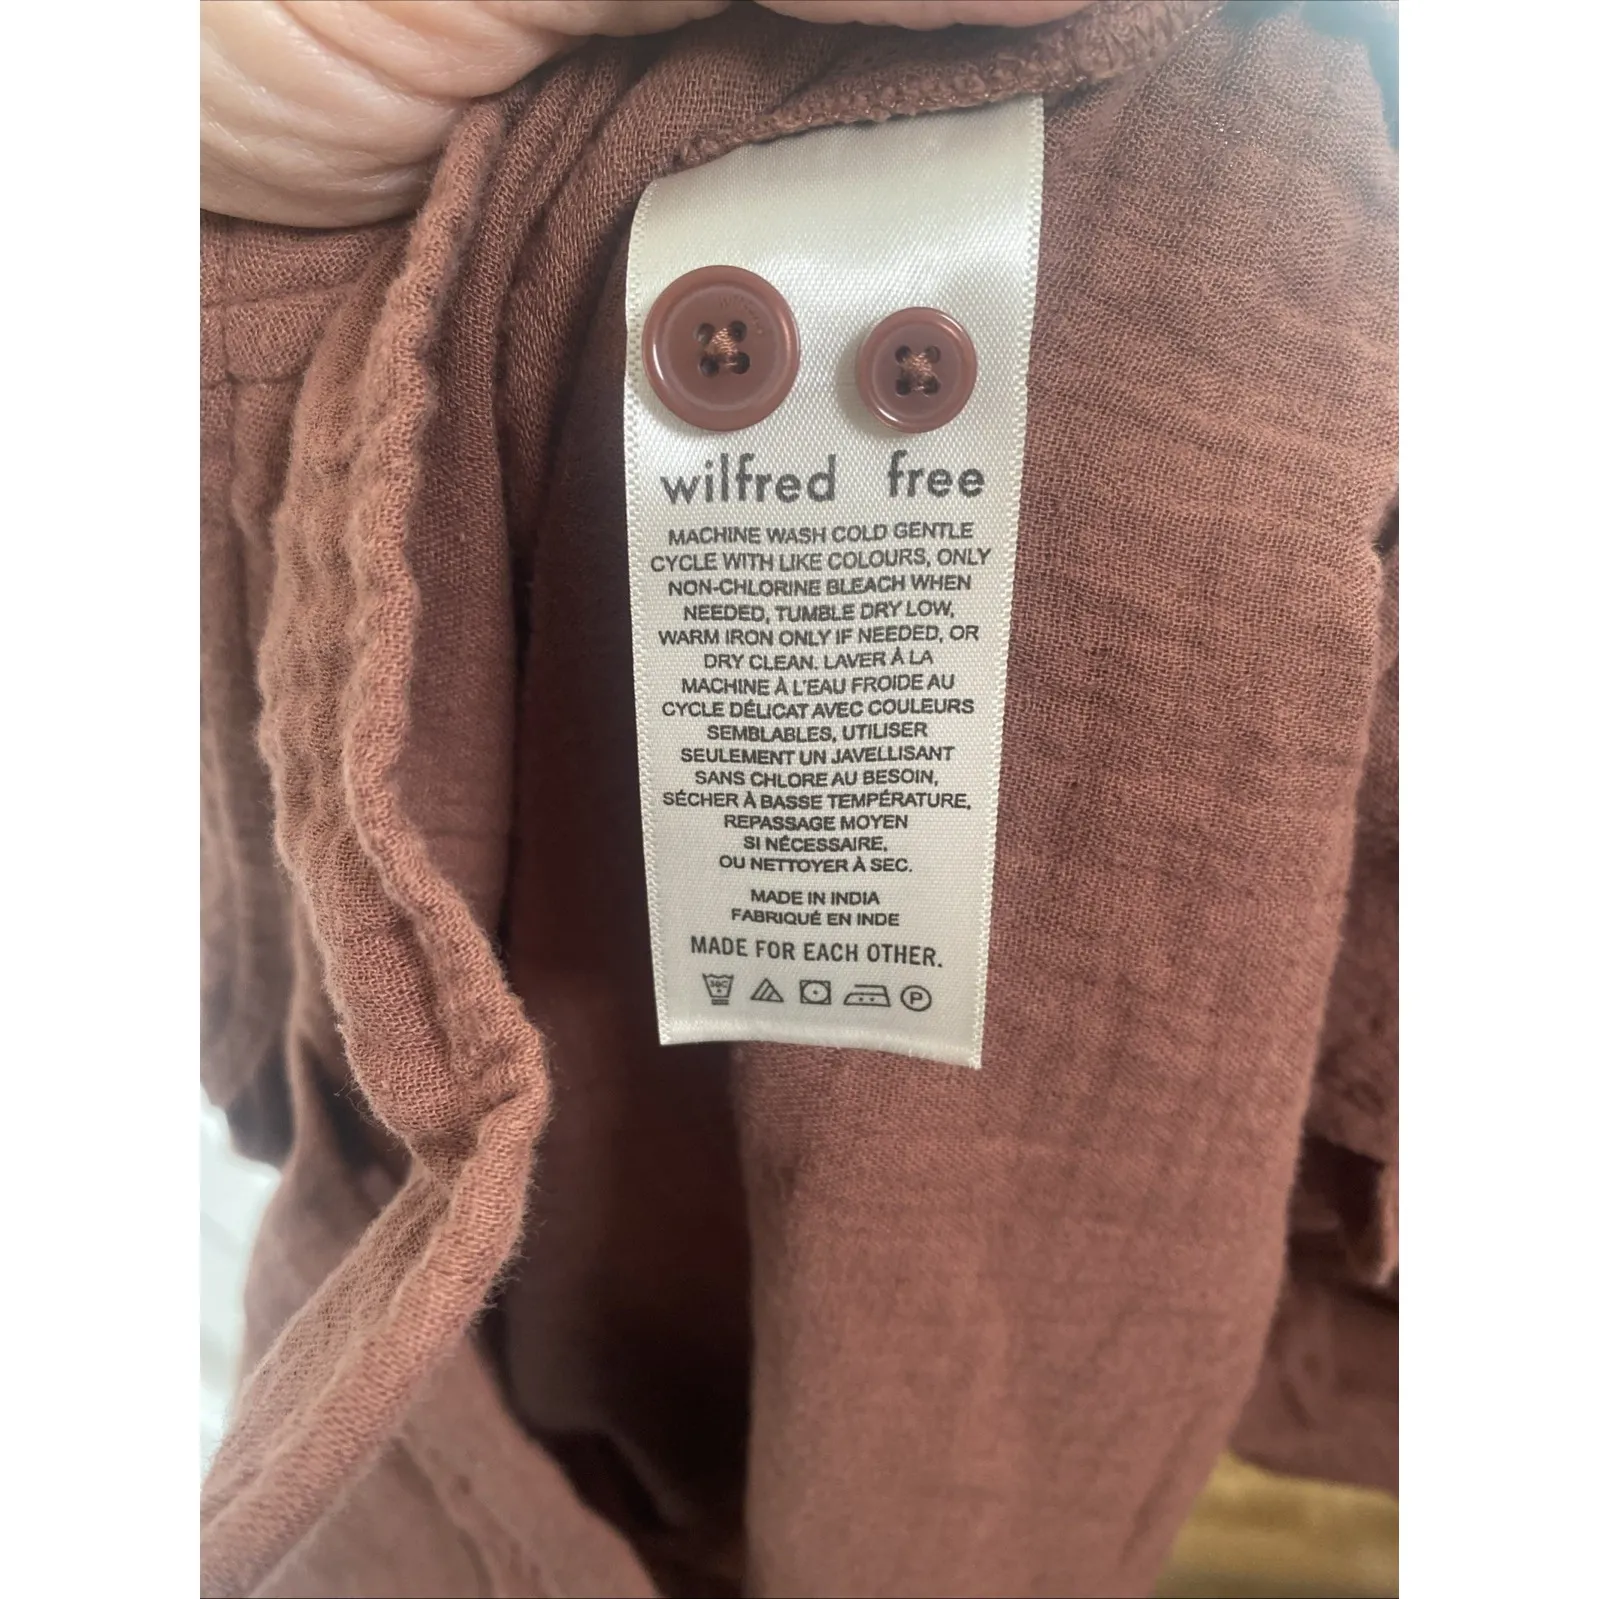 wilfred free
MACHINE WASH COLD GENTLE
CYCLE WITH LIKE COLOURS, ONLY
NON-CHLORINE BLEACH WHEN
NEEDED, TUMBLE DRY LOW,
WARM IRON ONLY IF NEEDED, OR
DRY CLEAN. LAVER À LA
MACHINE À L'EAU FROIDE AU
CYCLE DÉLICAT AVEC COULEURS
SEMBLABLES, UTILISER
SEULEMENT UN JAVELLISANT
SANS CHLORE AU BESOIN,
SÉCHER À BASSE TEMPÉRATURE,
REPASSAGE MOYEN
SI NÉCESSAIRE,
OU NETTOYER À SEC.
MADE IN INDIA
FABRIQUÉ EN INDE
MADE FOR EACH OTHER.
30C P